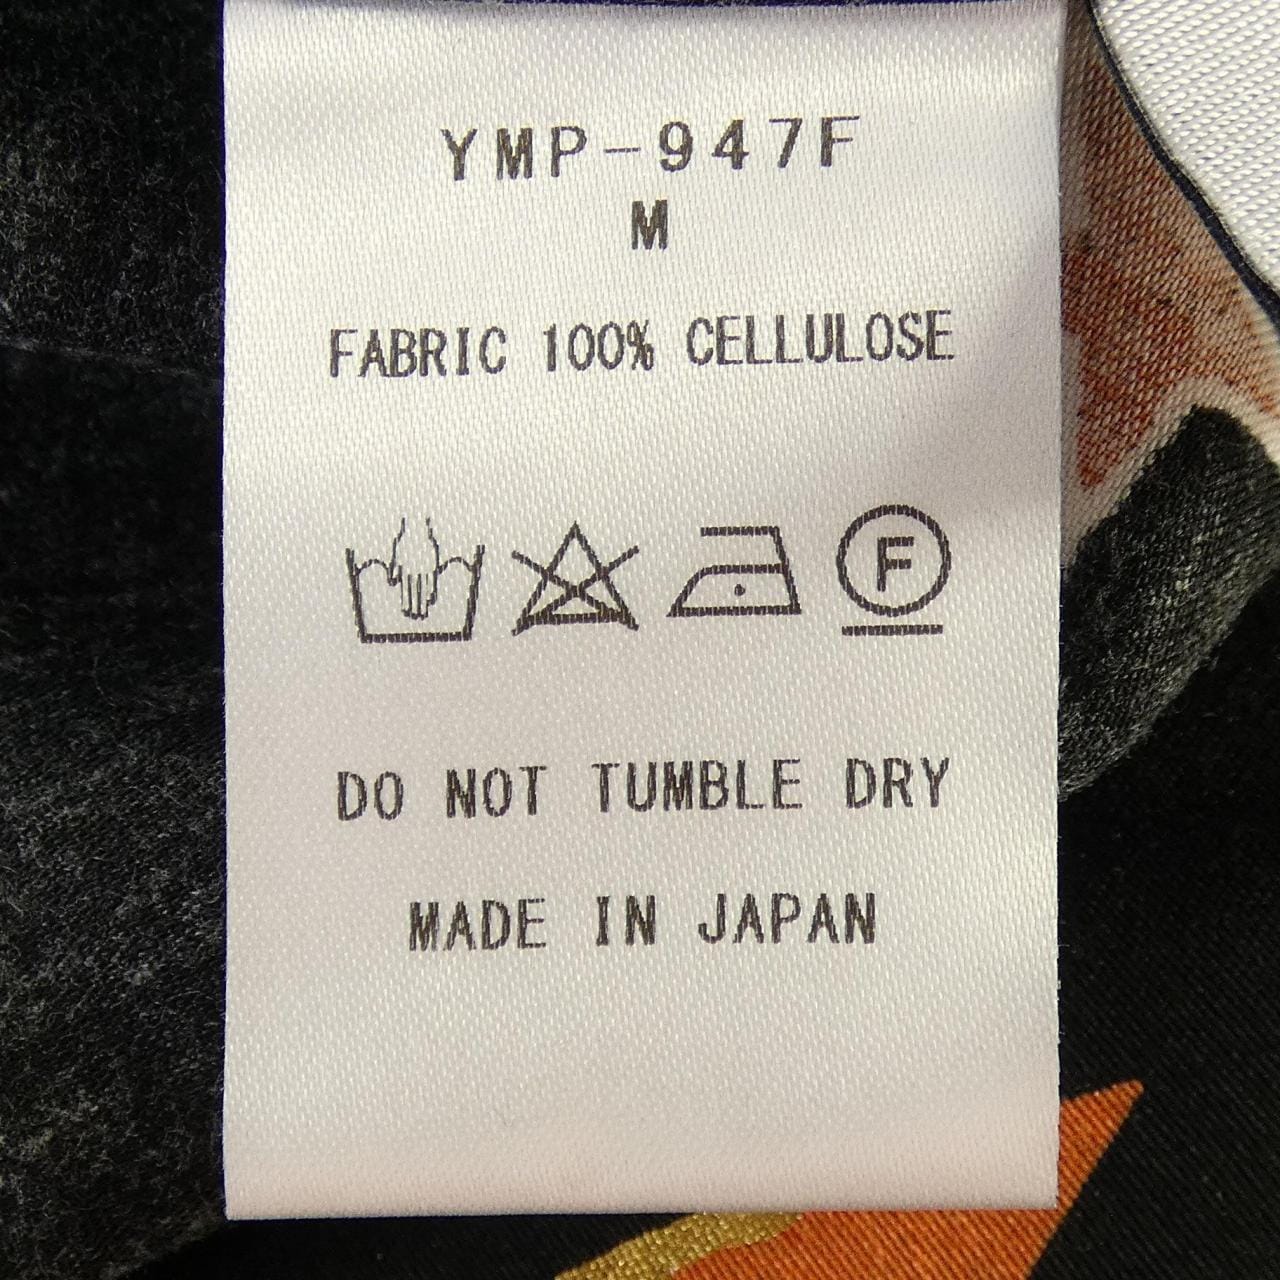 YMP-947F
M
FABRIC 100% CELLULOSE
F
DO NOT TUMBLE DRY
MADE IN JAPAN